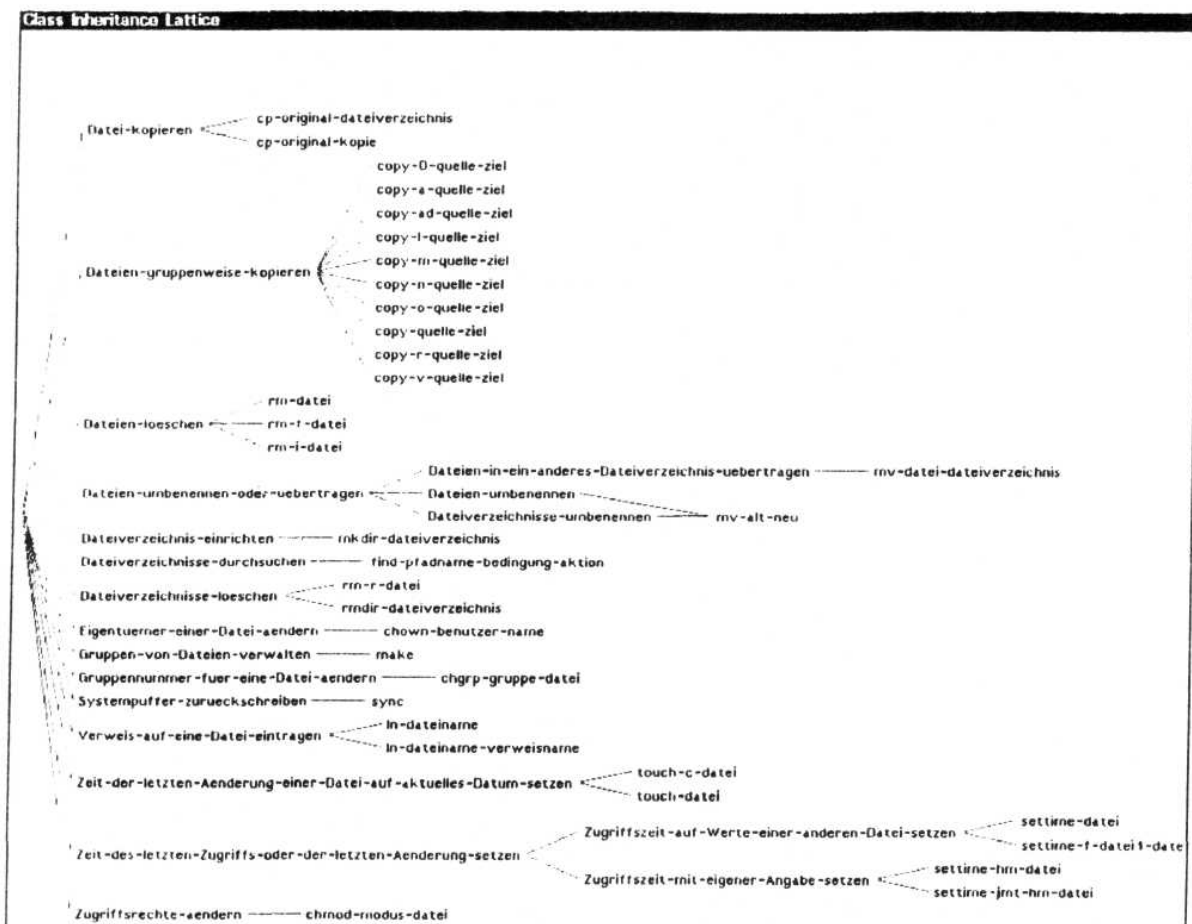 Class Inheritance Lattice
cp-original-dateiverzeichnis
Datei-kopieren
cp-original-kopie
copy-D-quelle-ziel
copy-a-quelle-ziel
copy-ad-quelle-ziel
copy-l-quelle-ziel
Dateien-gruppenweise-kopieren
copy-m-quelle-ziel
copy-n-quelle-ziel
copy-o-quelle-ziel
copy-quelle-ziel
copy-r-quelle-ziel
copy-v-quelle-ziel
rm-datei
Dateien-loeschen
rm-f-datei
rm-i-datei
Dateien-in-ein-anderes-Dateiverzeichnis-uebertragen
mv-datei-dateiverzeichnis
Dateien-umbenennen-oder-uebertragen
Dateien-umbenennen
Dateiverzeichnisse-umbenennen
mv-alt-neu
Dateiverzeichnis-einrichten
mkdir-dateiverzeichnis
Dateiverzeichnisse-durchsuchen
find-pfadname-bedingung-aktion
rm-r-datei
Dateiverzeichnisse-loeschen
rmdir-dateiverzeichnis
Eigentuemer-einer-Datei-aendern
chown-benutzer-name
Gruppen-von-Dateien-verwalten
make
Gruppennummer-fuer-eine-Datei-aendern
chgrp-gruppe-datei
Systempuffer-zurueckschreiben
sync
ln-dateiname
Verweis-auf-eine-Datei-eintragen
ln-dateiname-verweisname
touch-c-datei
Zeit-der-letzten-Aenderung-einer-Datei-auf-aktuelles-Datum-setzen
touch-datei
settime-datei
Zugriffszeit-auf-Werte-einer-anderen-Datei-setzen
settime-f-datei1-datei
Zeit-des-letzten-Zugriffs-oder-der-letzten-Aenderung-setzen
settime-hm-datei
Zugriffszeit-mit-eigener-Angabe-setzen
settime-jmt-hm-datei
Zugriffsrechte-aendern
chmod-modus-datei